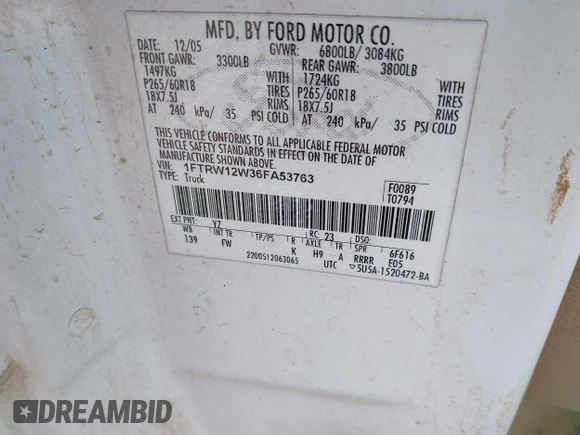 MFD. BY FORD MOTOR CO.
DATE: 12/05 GVWR: 6800LB/ 3084KG
FRONT GAWR: 3300LB REAR GAWR: 3800LB
1497KG WITH 1724KG WITH
P265/60R18 TIRES P265/60R18 TIRES
18X7.5J RIMS 18X7.5J RIMS
AT 240 kPa/ 35 PSI COLD AT 240 kPa/ 35 PSI COLD
THIS VEHICLE CONFORMS TO ALL APPLICABLE FEDERAL MOTOR
VEHICLE SAFETY STANDARDS IN EFFECT ON THE DATE OF
MANUFACTURE SHOWN ABOVE.
VIN: 1FTRW12W36FA53763
TYPE: Truck
F0089
T0794
EXT PNT: YZ RC: 23 DSO:
WB TP/PS R AXLE TR SPR 6F616
139 FW K H9 A RRRR E05
2200512063065 UTC 5U5A-1520472-BA
DREAMBID